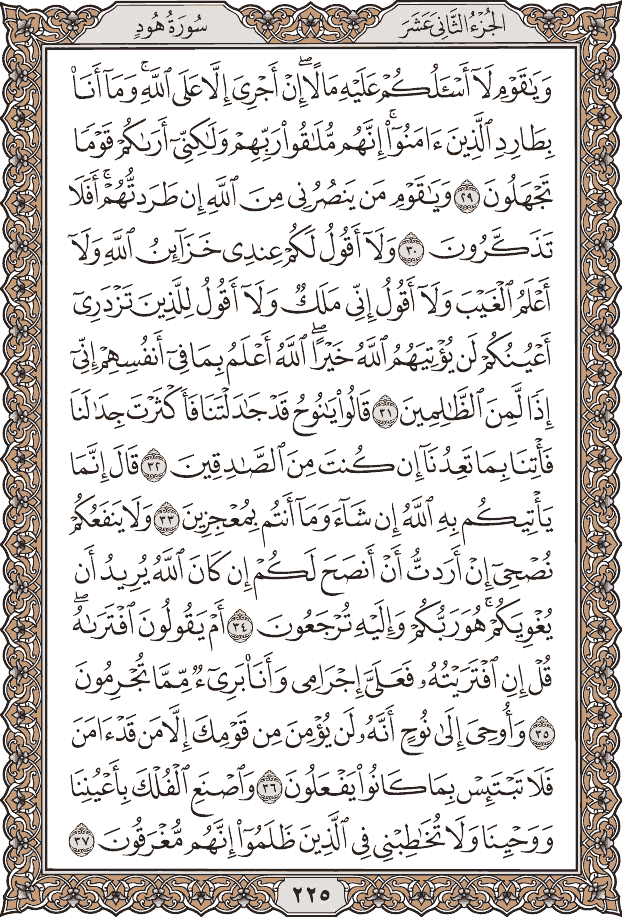 الجُزْءُ الثَّانِي عَشَرَ
سُورَةُ هُودٍ
وَيَٰقَوْمِ لَآ أَسْـَٔلُكُمْ عَلَيْهِ مَالًا ۖ إِنْ أَجْرِىَ إِلَّا عَلَى ٱللَّهِ ۚ وَمَآ أَنَا۠
بِطَارِدِ ٱلَّذِينَ ءَامَنُوٓا۟ ۚ إِنَّهُم مُّلَٰقُوا۟ رَبِّهِمْ وَلَٰكِنِّىٓ أَرَىٰكُمْ قَوْمًا
تَجْهَلُونَ ٢٩ وَيَٰقَوْمِ مَن يَنصُرُنِى مِنَ ٱللَّهِ إِن طَرَدتُّهُمْ ۚ أَفَلَا
تَذَكَّرُونَ ٣٠ وَلَآ أَقُولُ لَكُمْ عِندِى خَزَآئِنُ ٱللَّهِ وَلَآ
أَعْلَمُ ٱلْغَيْبَ وَلَآ أَقُولُ إِنِّى مَلَكٌ وَلَآ أَقُولُ لِلَّذِينَ تَزْدَرِىٓ
أَعْيُنُكُمْ لَن يُؤْتِيَهُمُ ٱللَّهُ خَيْرًا ۖ ٱللَّهُ أَعْلَمُ بِمَا فِىٓ أَنفُسِهِمْ إِنِّىٓ
إِذًا لَّمِنَ ٱلظَّٰلِمِينَ ٣١ قَالُوا۟ يَٰنُوحُ قَدْ جَٰدَلْتَنَا فَأَكْثَرْتَ جِدَٰلَنَا
فَأْتِنَا بِمَا تَعِدُنَآ إِن كُنتَ مِنَ ٱلصَّٰدِقِينَ ٣٢ قَالَ إِنَّمَا
يَأْتِيكُم بِهِ ٱللَّهُ إِن شَآءَ وَمَآ أَنتُم بِمُعْجِزِينَ ٣٣ وَلَا يَنفَعُكُمْ
نُصْحِىٓ إِنْ أَرَدتُّ أَنْ أَنصَحَ لَكُمْ إِن كَانَ ٱللَّهُ يُرِيدُ أَن
يُغْوِيَكُمْ ۚ هُوَ رَبُّكُمْ وَإِلَيْهِ تُرْجَعُونَ ٣٤ أَمْ يَقُولُونَ ٱفْتَرَىٰهُ ۖ
قُلْ إِنِ ٱفْتَرَيْتُهُۥ فَعَلَىَّ إِجْرَامِى وَأَنَا۠ بَرِىٓءٌ مِّمَّا تُجْرِمُونَ
٣٥ وَأُوحِىَ إِلَىٰ نُوحٍ أَنَّهُۥ لَن يُؤْمِنَ مِن قَوْمِكَ إِلَّا مَن قَدْ ءَامَنَ
فَلَا تَبْتَئِسْ بِمَا كَانُوا۟ يَفْعَلُونَ ٣٦ وَٱصْنَعِ ٱلْفُلْكَ بِأَعْيُنِنَا
وَوَحْيِنَا وَلَا تُخَٰطِبْنِى فِى ٱلَّذِينَ ظَلَمُوٓا۟ إِنَّهُم مُّغْرَقُونَ ٣٧
٢٢٥